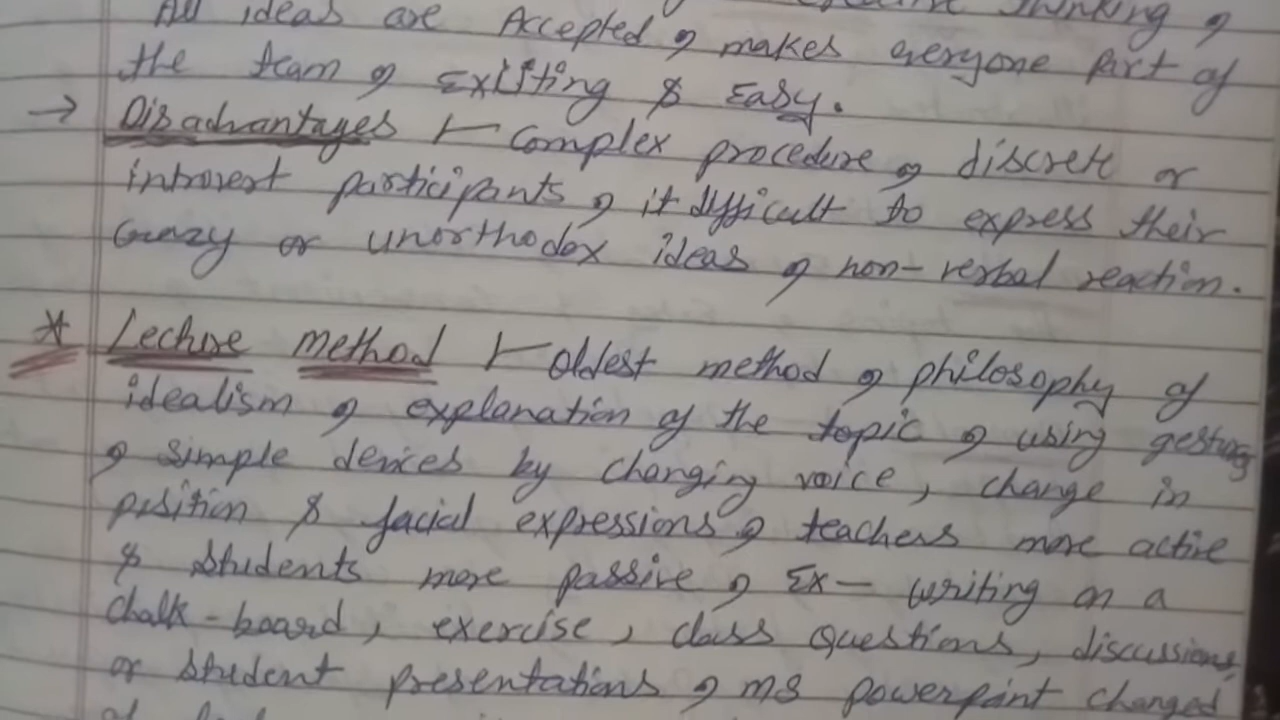 Thinking,
All ideas are Accepted, makes everyone part of
the team, Existing & Easy.
→ Disadvantages ⊢ Complex procedure, discrete or
introvert participants, it difficult to express their
Crazy or unorthodox ideas, non-verbal reaction.
* Lecture method ⊢ Oldest method, philosophy of
idealism, explanation of the topic, using gestures
, simple devices by changing voice, change in
position & facial expressions, teachers more active
& students more passive, Ex - writing on a
chalk-board, exercise, class questions, discussions,
or student presentations, MS powerpoint changed